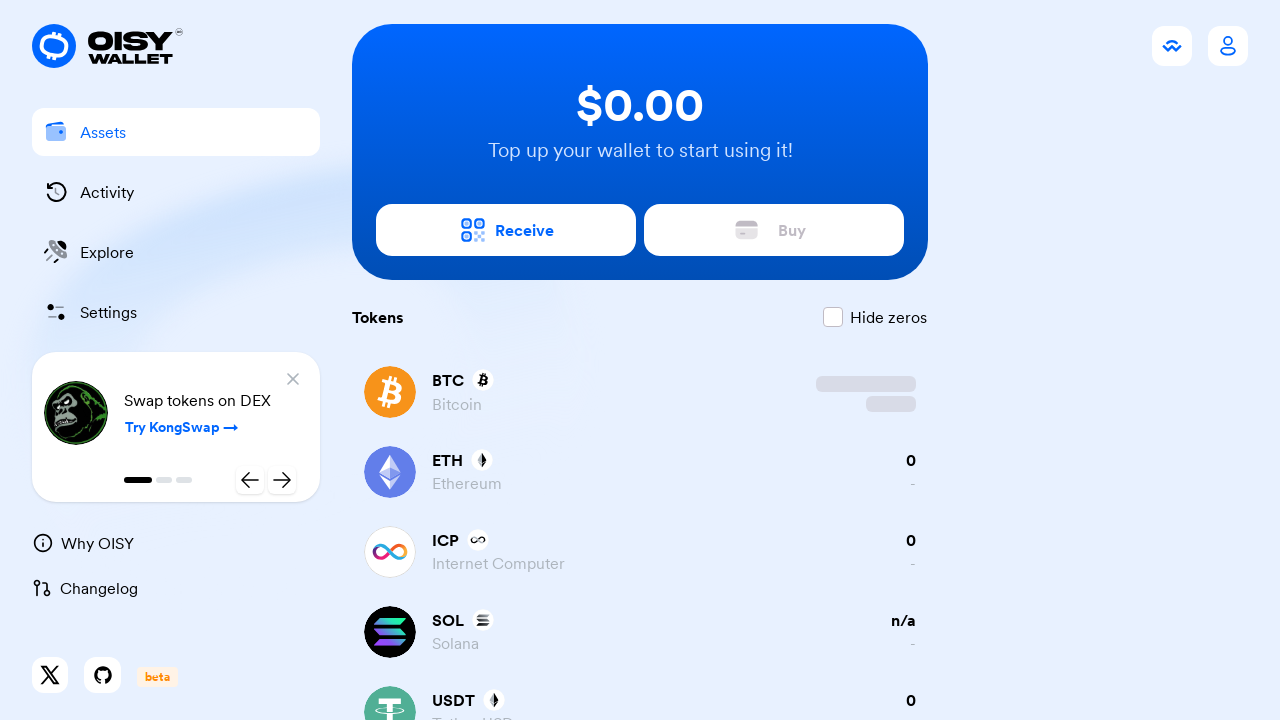 OISY
WALLET
Assets
Activity
Explore
Settings
Swap tokens on DEX
Try KongSwap →
Why OISY
Changelog
beta
$0.00
Top up your wallet to start using it!
Receive
Buy
Tokens
Hide zeros
BTC
Bitcoin
ETH
0
Ethereum
-
ICP
0
Internet Computer
-
SOL
n/a
Solana
-
USDT
0
Tether USD